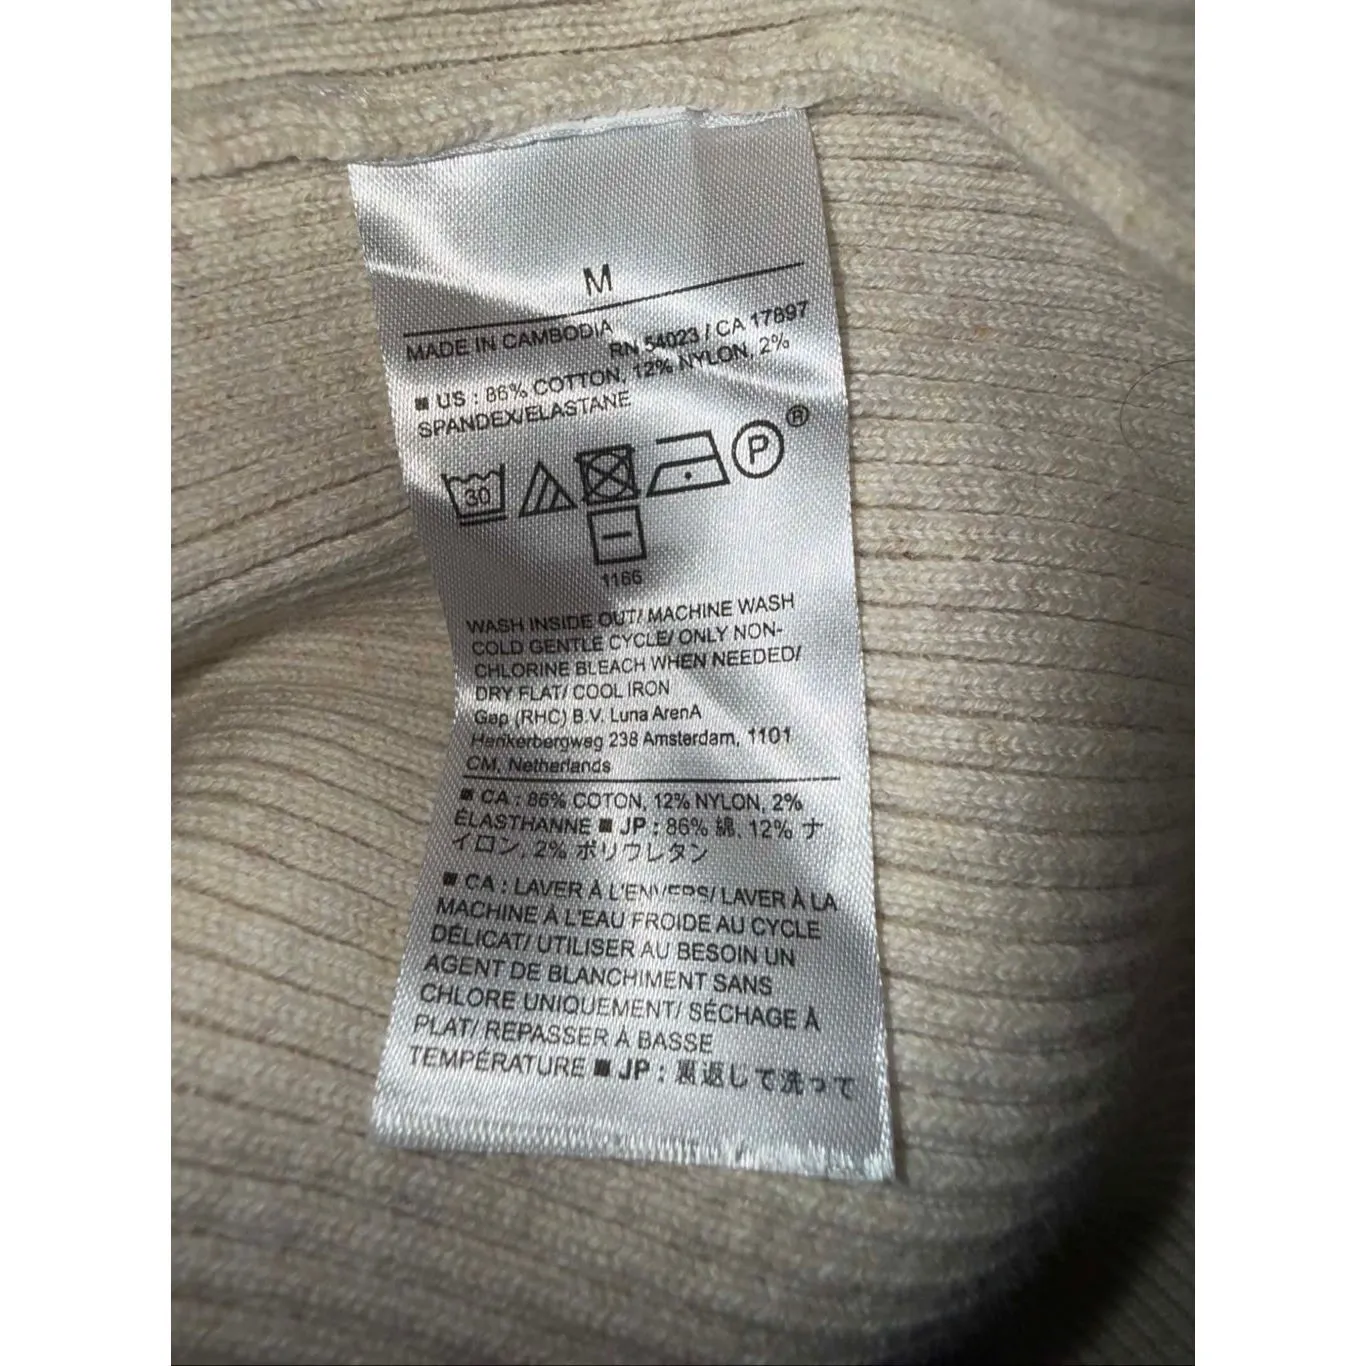 M
MADE IN CAMBODIA
RN 54023 / CA 17897
■ US : 86% COTTON, 12% NYLON, 2%
SPANDEX/ELASTANE
30
P
®
1166
WASH INSIDE OUT/ MACHINE WASH
COLD GENTLE CYCLE/ ONLY NON-
CHLORINE BLEACH WHEN NEEDED/
DRY FLAT/ COOL IRON
Gap (RHC) B.V. Luna ArenA
Herikerbergweg 238 Amsterdam, 1101
CM, Netherlands
■ CA : 86% COTON, 12% NYLON, 2%
ÉLASTHANNE ■ JP : 86% 綿, 12% ナ
イロン, 2% ポリウレタン
■ CA : LAVER À L'ENVERS/ LAVER À LA
MACHINE À L'EAU FROIDE AU CYCLE
DÉLICAT/ UTILISER AU BESOIN UN
AGENT DE BLANCHIMENT SANS
CHLORE UNIQUEMENT/ SÉCHAGE À
PLAT/ REPASSER À BASSE
TEMPÉRATURE ■ JP : 裏返して洗って